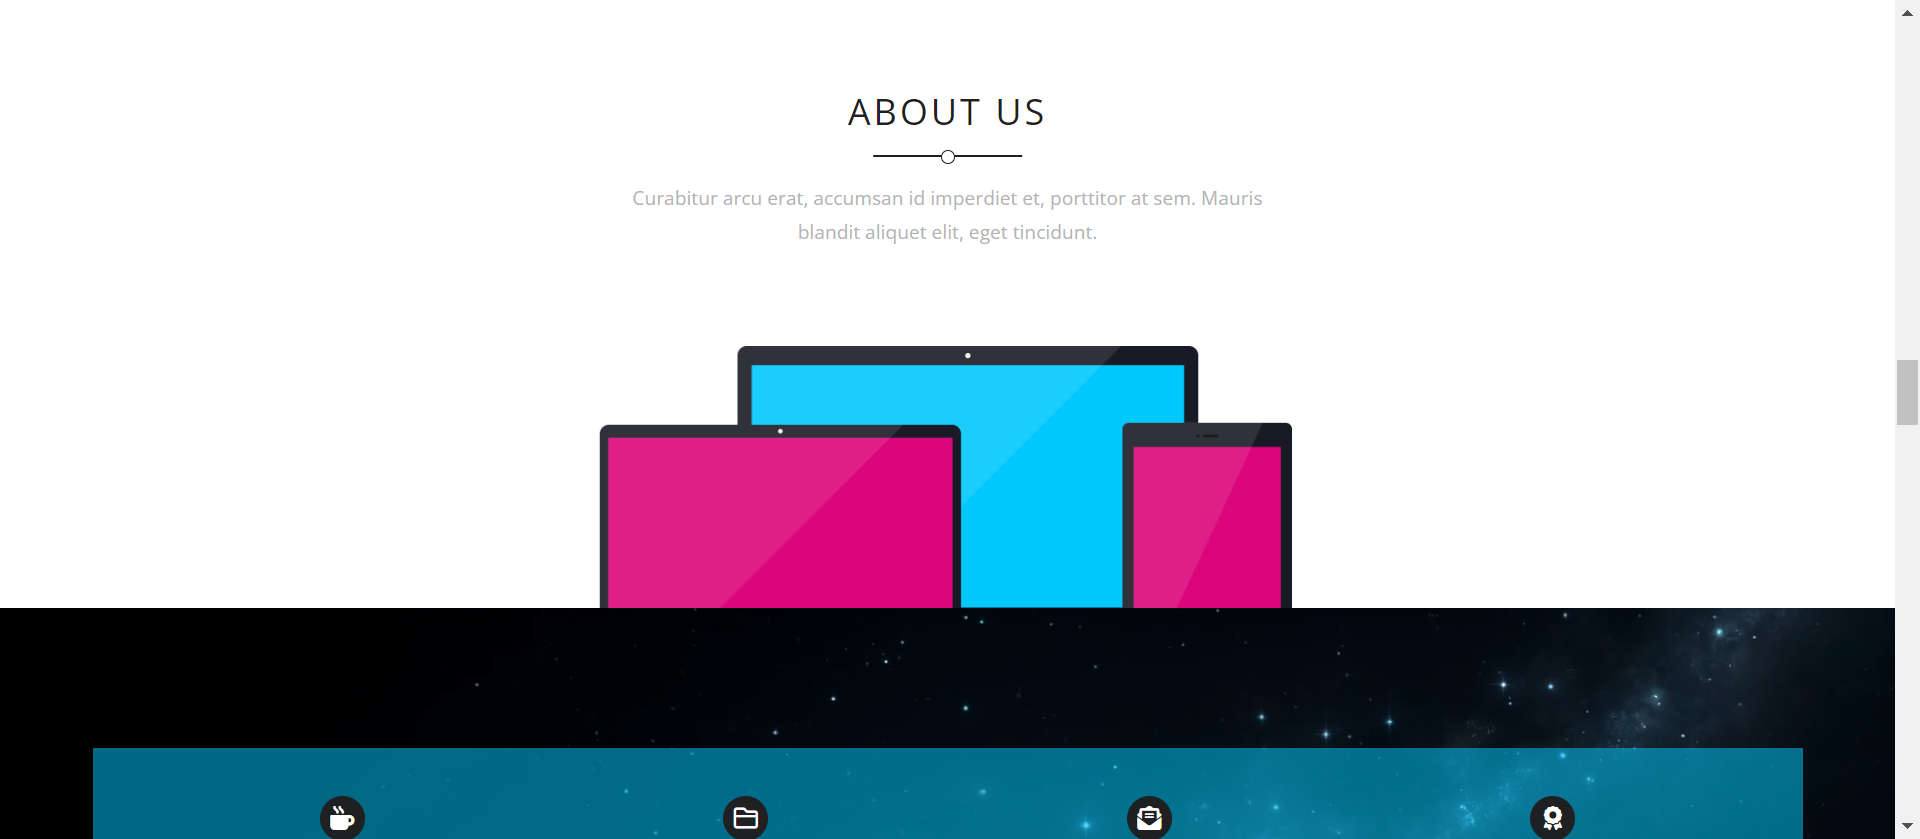 ABOUT US
Curabitur arcu erat, accumsan id imperdiet et, porttitor at sem. Mauris
blandit aliquet elit, eget tincidunt.